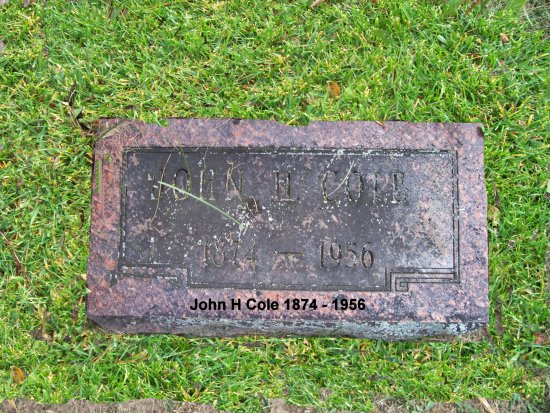 JOHN H. COLE
1874 — 1956
John H Cole 1874 - 1956